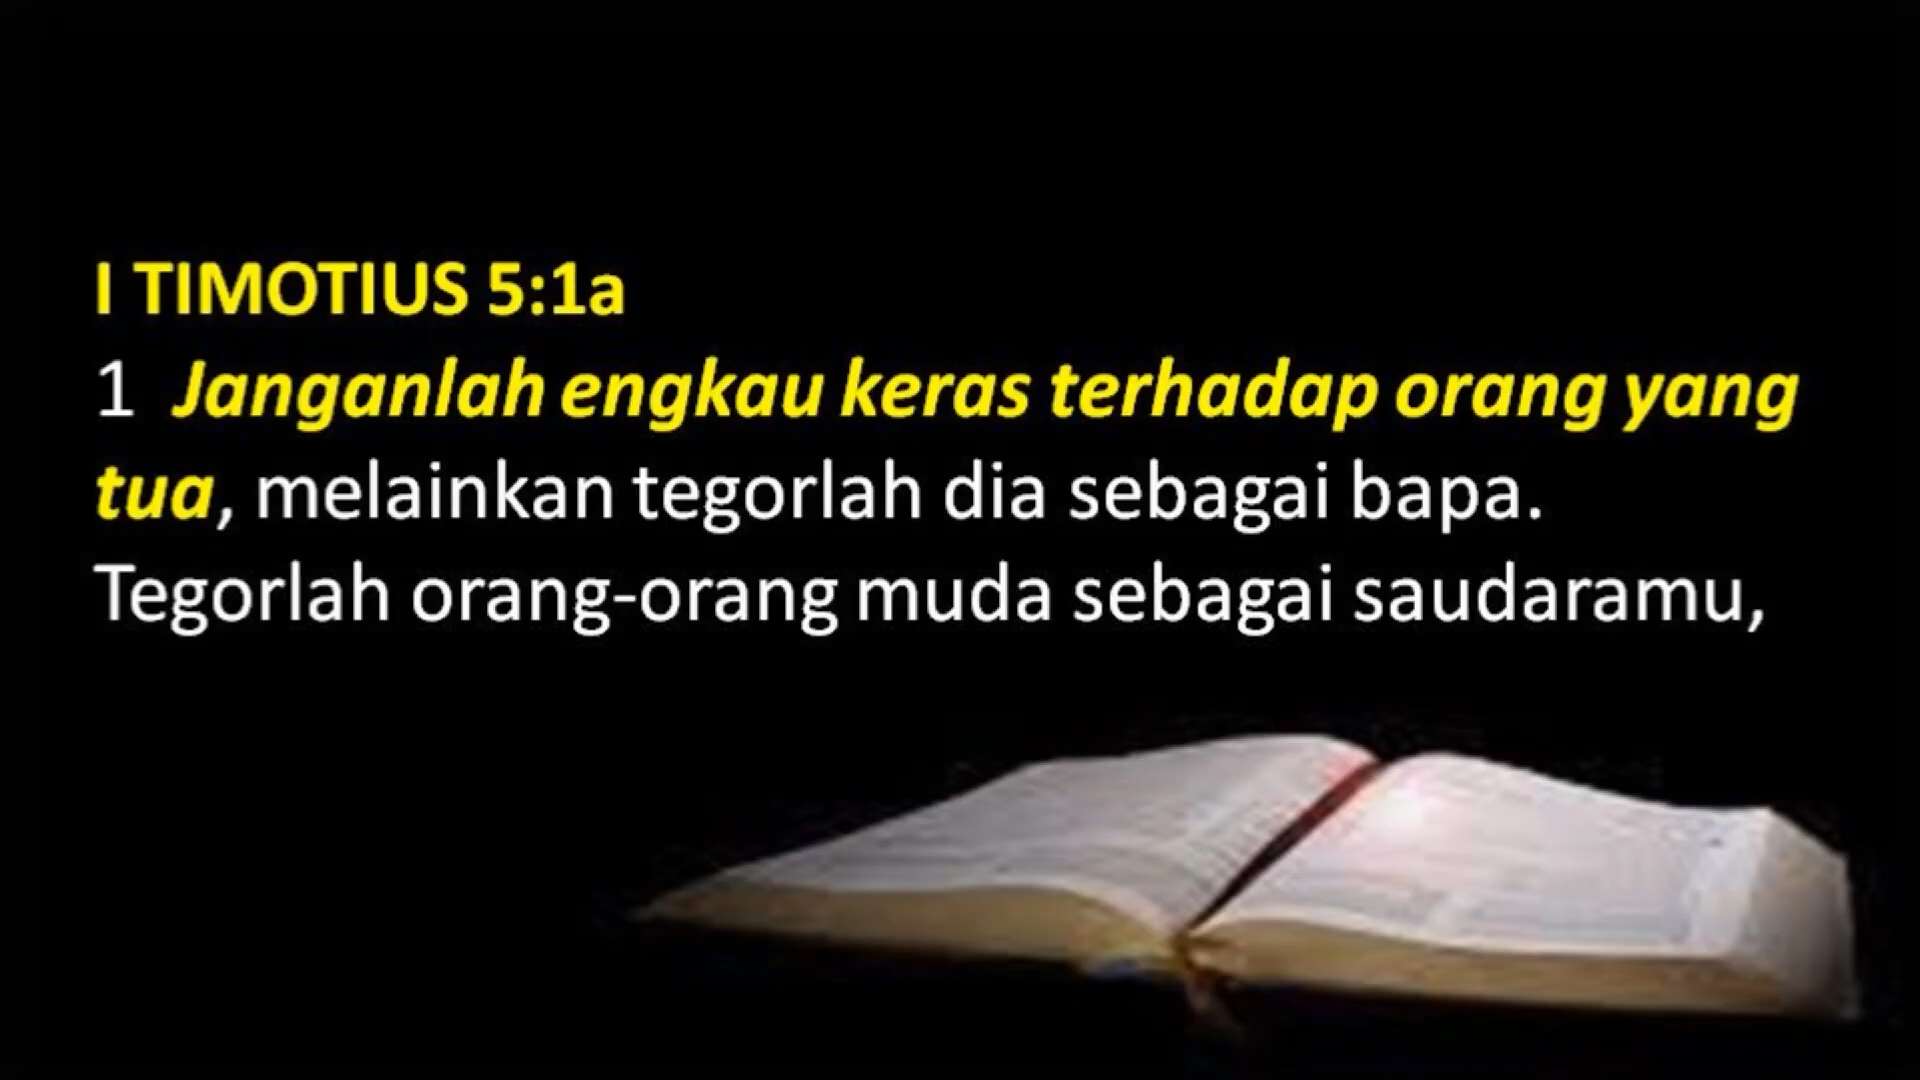 I TIMOTIUS 5:1a
1 Janganlah engkau keras terhadap orang yang
tua, melainkan tegorlah dia sebagai bapa.
Tegorlah orang-orang muda sebagai saudaramu,